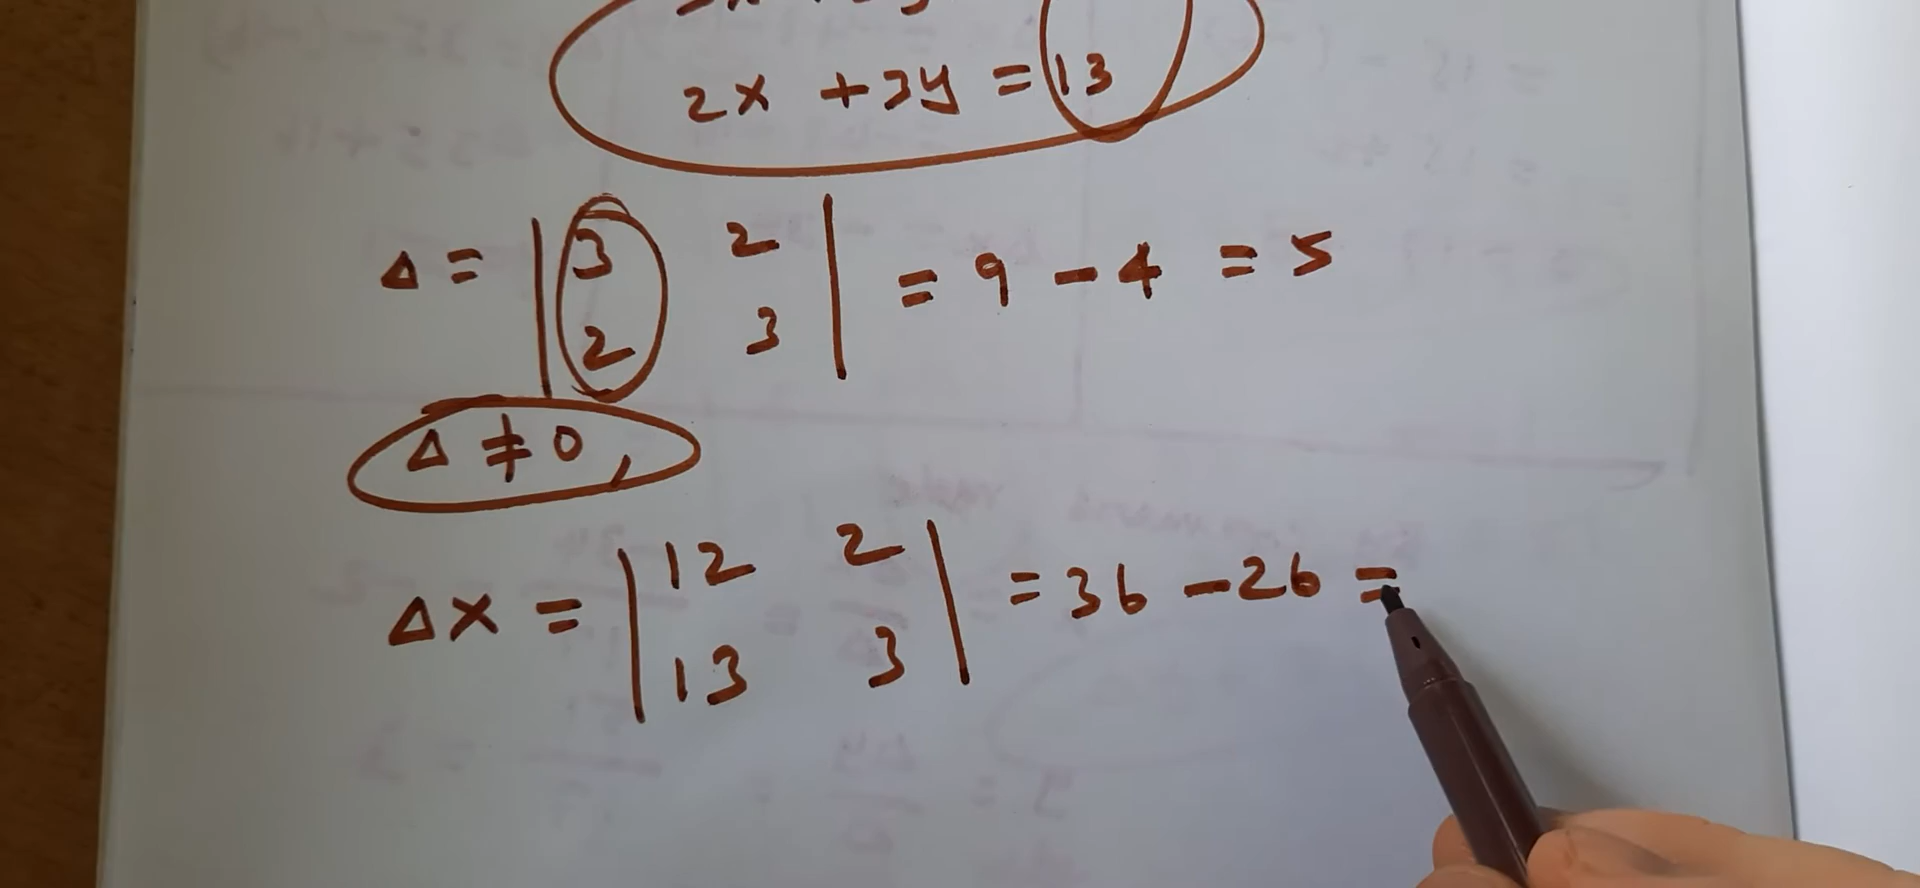 2x + 3y = 13
Δ = | 3 2 | = 9 - 4 = 5
| 2 3 |
Δ ≠ 0,
Δx = | 12 2 | = 36 - 26 =
| 13 3 |